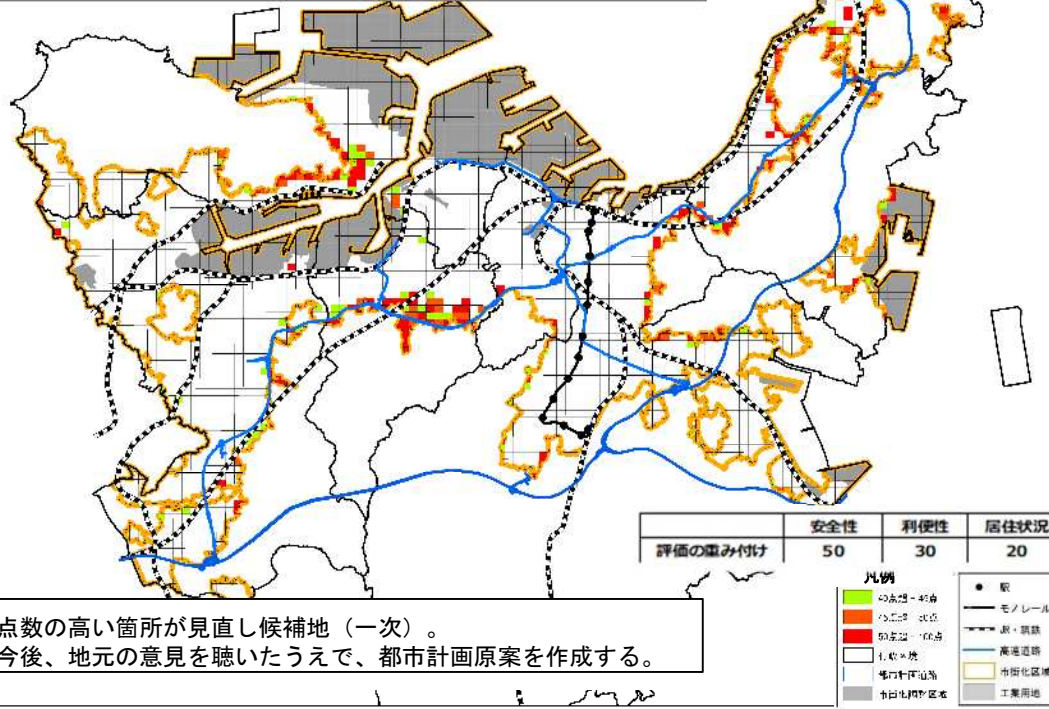 安全性 利便性 居住状況
評価の重み付け 50 30 20
点数の高い箇所が見直し候補地（一次）。
今後、地元の意見を聴いたうえで、都市計画原案を作成する。
凡例
駅
モノレール
JR・筑鉄
高速道路
市街化区域
工業用地